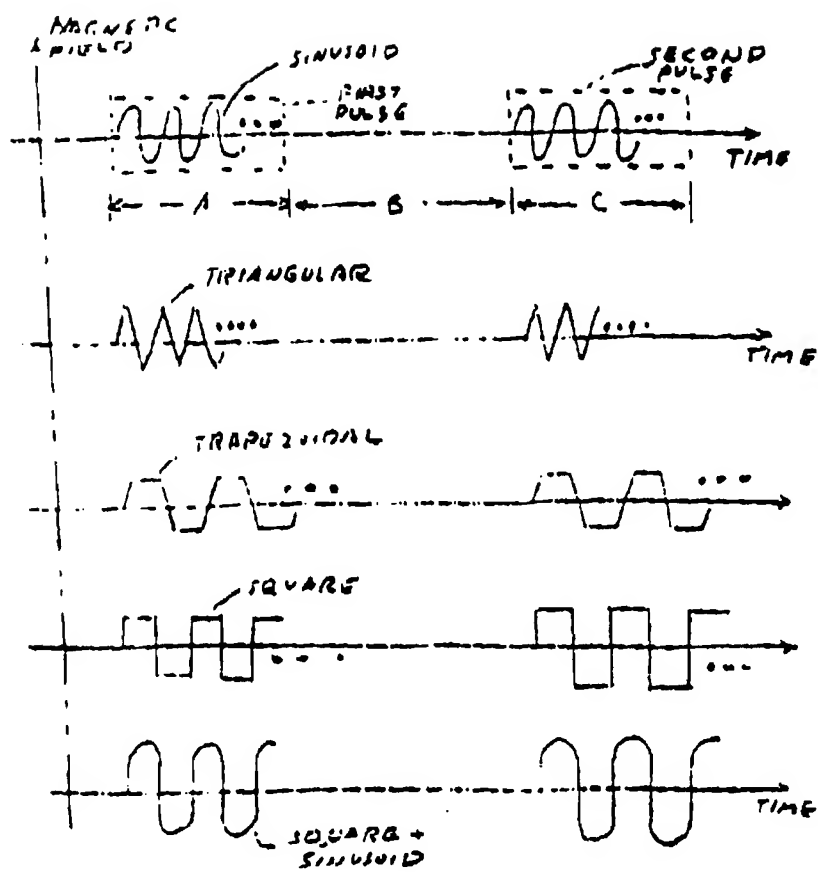 MAGNETIC
FIELD
SINUSOID
FIRST
PULSE
SECOND
PULSE
TIME
A
B
C
TRIANGULAR
TIME
TRAPEZOIDAL
SQUARE
TIME
SQUARE +
SINUSOID